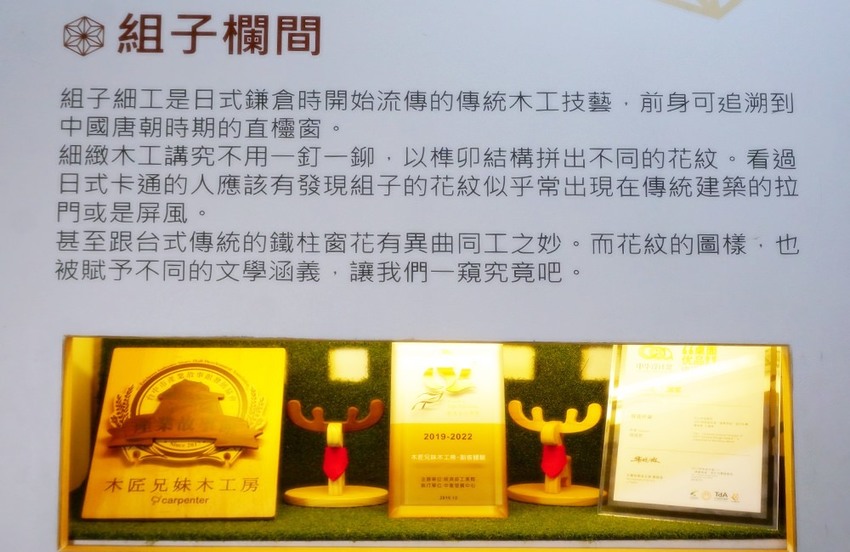 組子欄間
組子細工是日式鎌倉時開始流傳的傳統木工技藝，前身可追溯到
中國唐朝時期的直櫺窗。
細緻木工講究不用一釘一鉚，以榫卯結構拼出不同的花紋。看過
日式卡通的人應該有發現組子的花紋似乎常出現在傳統建築的拉
門或是屏風。
甚至跟台式傳統的鐵柱窗花有異曲同工之妙。而花紋的圖樣，也
被賦予不同的文學涵義，讓我們一窺究竟吧。
產業故事館
木匠兄妹木工房
carpenter
2019-2022
TdA